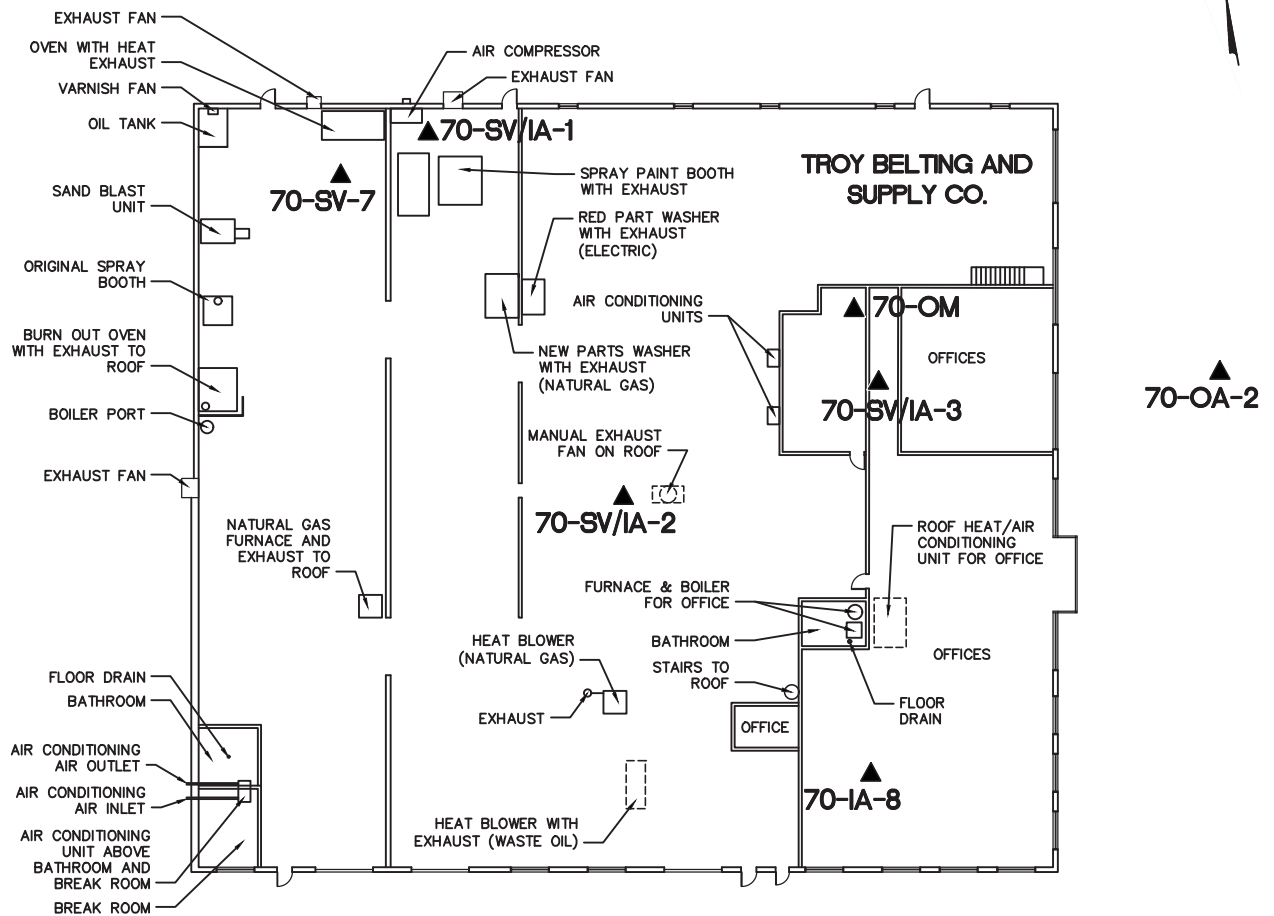 EXHAUST FAN
OVEN WITH HEAT
EXHAUST
VARNISH FAN
OIL TANK
SAND BLAST
UNIT
ORIGINAL SPRAY
BOOTH
BURN OUT OVEN
WITH EXHAUST TO
ROOF
BOILER PORT
EXHAUST FAN
NATURAL GAS
FURNACE AND
EXHAUST TO
ROOF
FLOOR DRAIN
BATHROOM
AIR CONDITIONING
AIR OUTLET
AIR CONDITIONING
AIR INLET
AIR CONDITIONING
UNIT ABOVE
BATHROOM AND
BREAK ROOM
BREAK ROOM
AIR COMPRESSOR
EXHAUST FAN
70-SV/IA-1
70-SV-7
SPRAY PAINT BOOTH
WITH EXHAUST
RED PART WASHER
WITH EXHAUST
(ELECTRIC)
AIR CONDITIONING
UNITS
NEW PARTS WASHER
WITH EXHAUST
(NATURAL GAS)
MANUAL EXHAUST
FAN ON ROOF
70-SV/IA-2
FURNACE & BOILER
FOR OFFICE
BATHROOM
HEAT BLOWER
(NATURAL GAS)
STAIRS TO
ROOF
EXHAUST
OFFICE
HEAT BLOWER WITH
EXHAUST (WASTE OIL)
TROY BELTING AND
SUPPLY CO.
70-OM
OFFICES
70-SV/IA-3
70-OA-2
ROOF HEAT/AIR
CONDITIONING
UNIT FOR OFFICE
OFFICES
FLOOR
DRAIN
70-IA-8